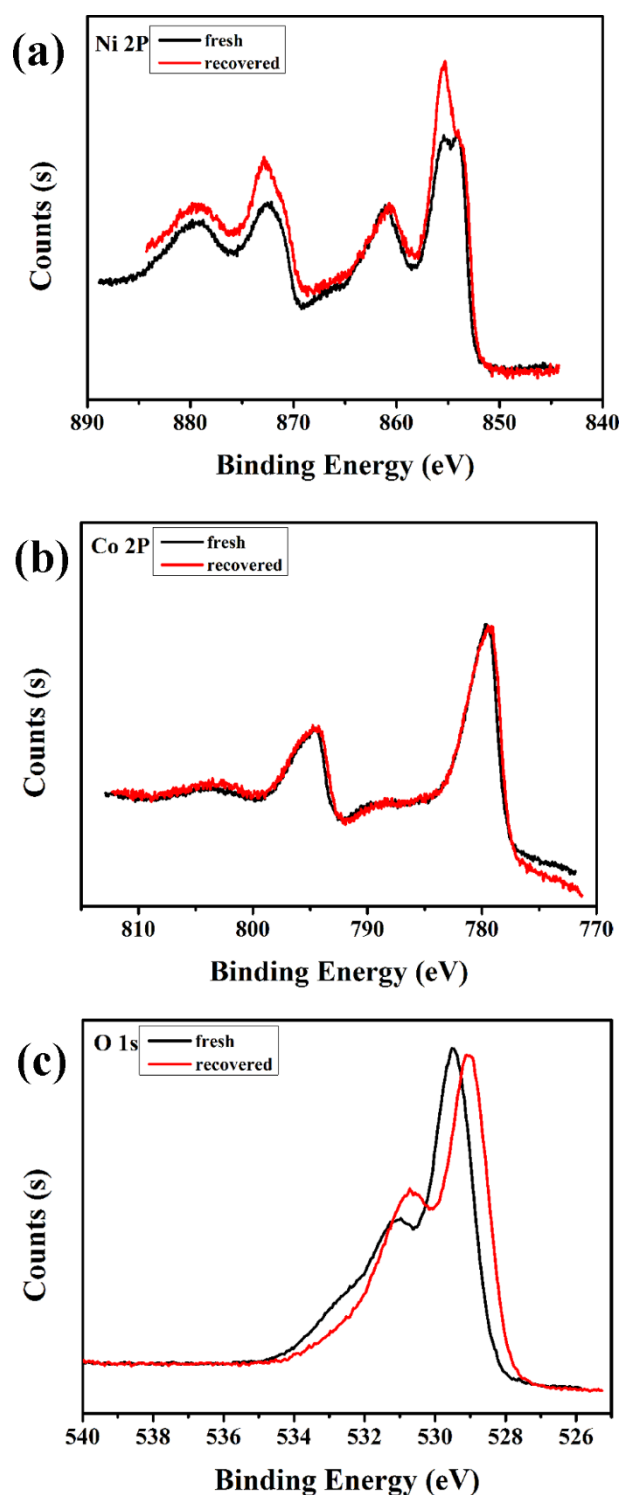 (a)
Ni 2P
fresh
recovered
Counts (s)
890 880 870 860 850 840
Binding Energy (eV)
(b)
Co 2P
fresh
recovered
Counts (s)
810 800 790 780 770
Binding Energy (eV)
(c)
O 1s
fresh
recovered
Counts (s)
540 538 536 534 532 530 528 526
Binding Energy (eV)